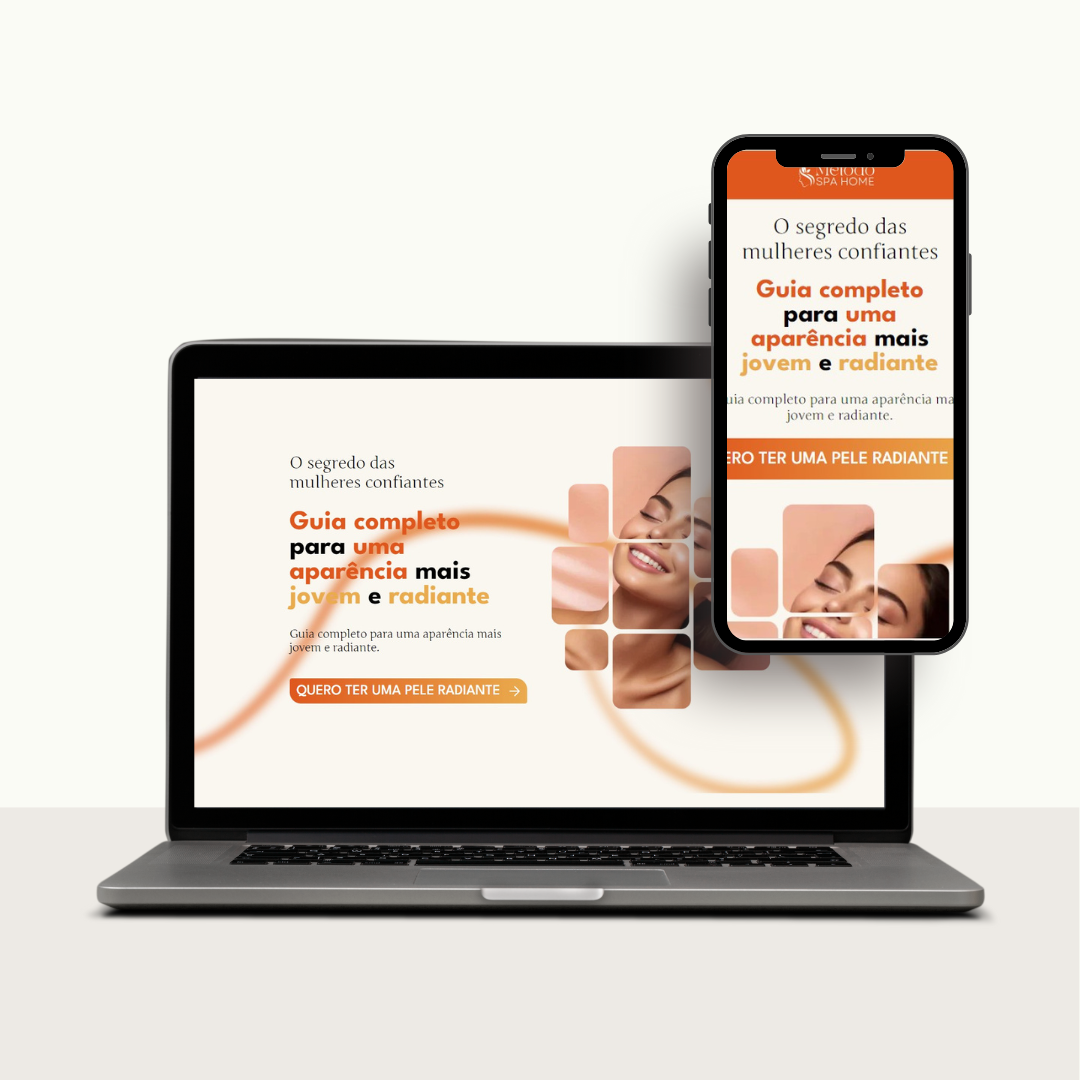 O segredo das
mulheres confiantes
Guia completo
para uma
aparência mais
jovem e radiante
Guia completo para uma aparência mais
jovem e radiante.
QUERO TER UMA PELE RADIANTE →
Método
SPA HOME
O segredo das
mulheres confiantes
Guia completo
para uma
aparência mais
jovem e radiante
uia completo para uma aparência ma
jovem e radiante.
ERO TER UMA PELE RADIANTE